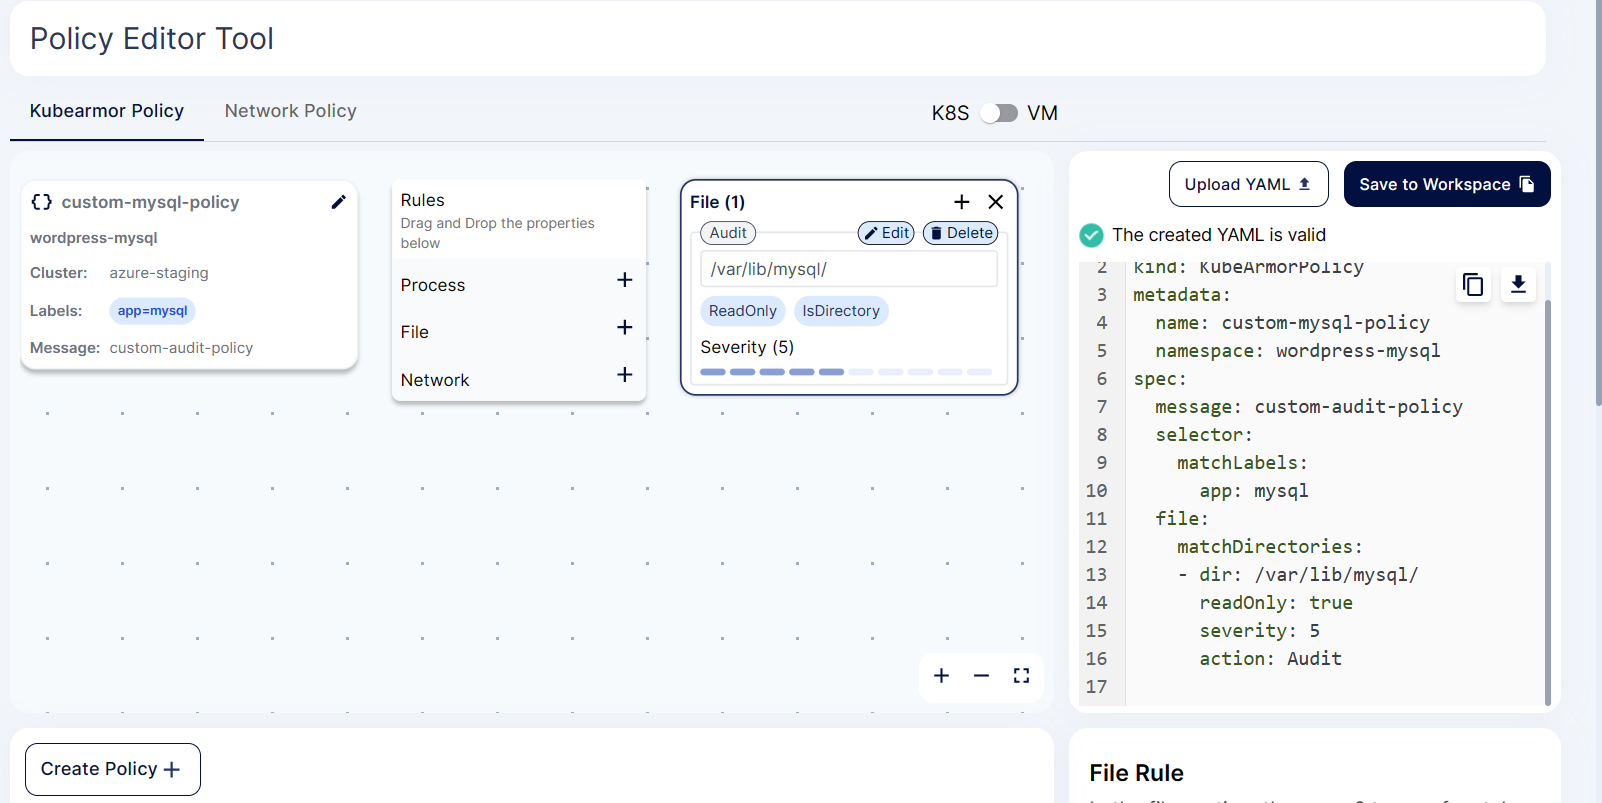 Policy Editor Tool
Kubearmor Policy
Network Policy
K8S
VM
custom-mysql-policy
wordpress-mysql
Cluster: azure-staging
Labels: app=mysql
Message: custom-audit-policy
Rules
Drag and Drop the properties
below
Process
File
Network
File (1)
Audit
Edit
Delete
/var/lib/mysql/
ReadOnly
IsDirectory
Severity (5)
Upload YAML
Save to Workspace
The created YAML is valid
2 kind: KubeArmorPolicy
3 metadata:
4 name: custom-mysql-policy
5 namespace: wordpress-mysql
6 spec:
7 message: custom-audit-policy
8 selector:
9 matchLabels:
10 app: mysql
11 file:
12 matchDirectories:
13 - dir: /var/lib/mysql/
14 readOnly: true
15 severity: 5
16 action: Audit
17
Create Policy
File Rule